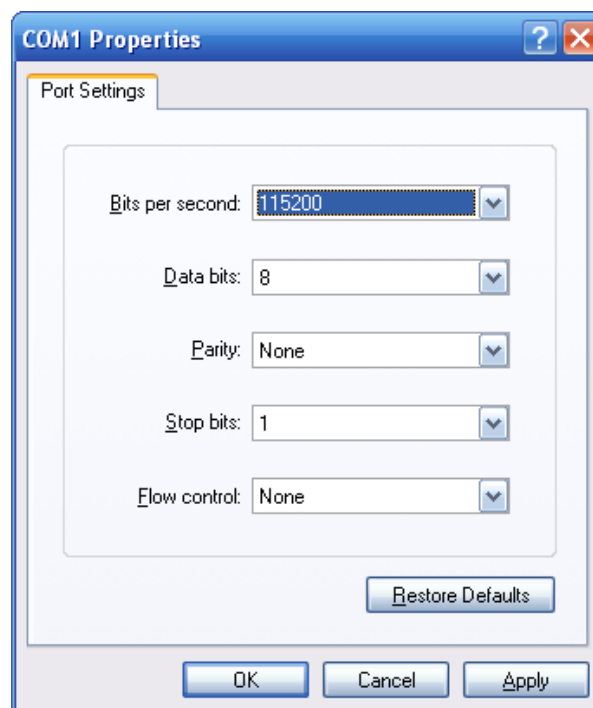 COM1 Properties
Port Settings
Bits per second: 115200
Data bits: 8
Parity: None
Stop bits: 1
Flow control: None
Restore Defaults
OK Cancel Apply